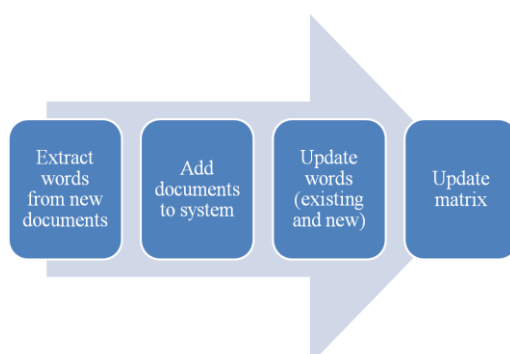 Extract
words
from new
documents
Add
documents
to system
Update
words
(existing
and new)
Update
matrix